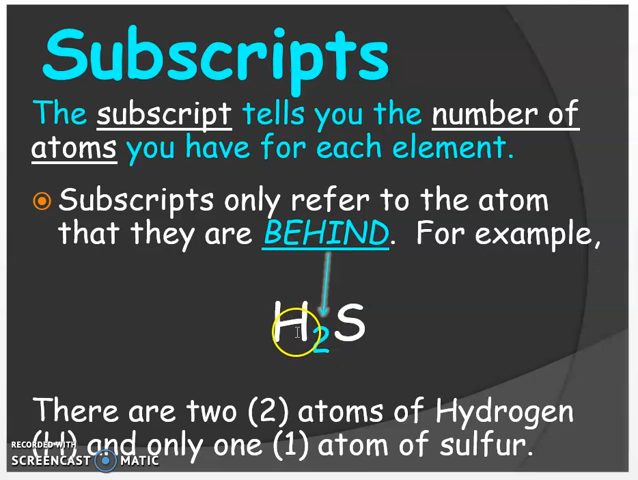 Subscripts
The subscript tells you the number of
atoms you have for each element.
Subscripts only refer to the atom
that they are BEHIND. For example,
H2S
There are two (2) atoms of Hydrogen
(H) and only one (1) atom of sulfur.
RECORDED WITH
SCREENCAST MATIC